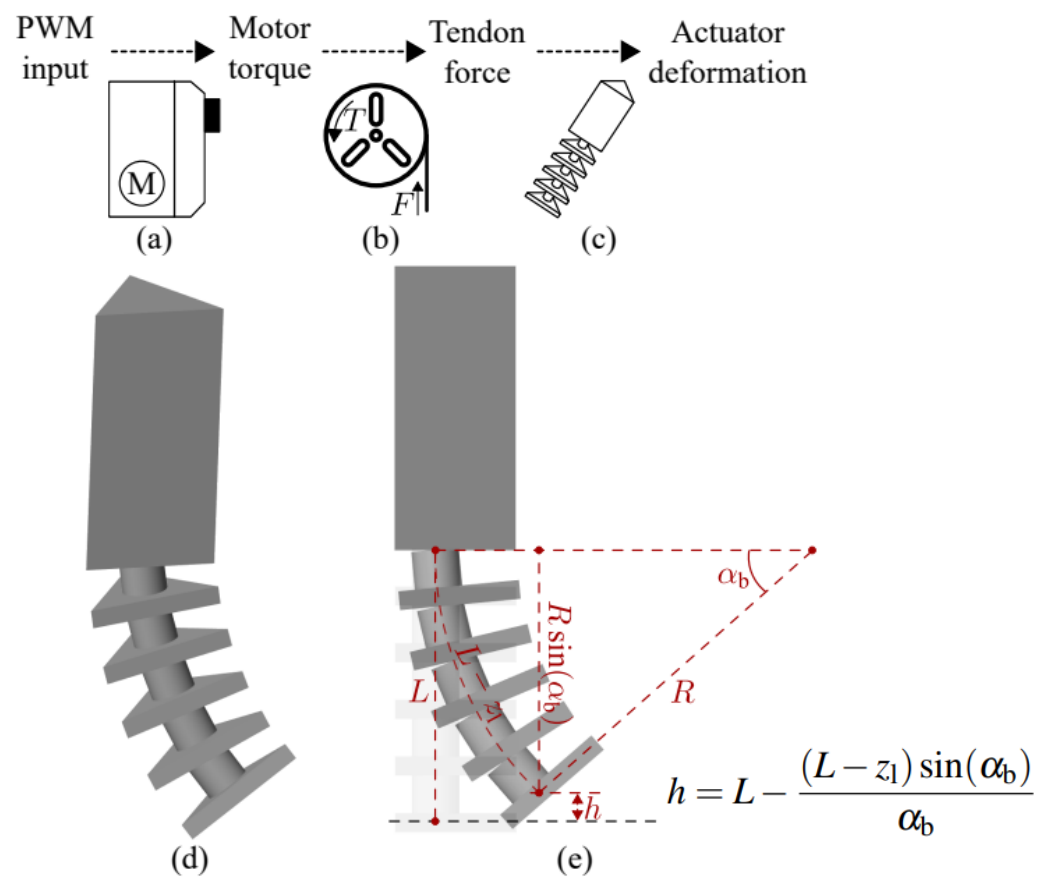 PWM input
Motor torque
Tendon force
Actuator deformation
M
T
F
(a)
(b)
(c)
α_b
R sin(α_b)
L − z_l
L
R
h
h = L − (L − z_l) sin(α_b) / α_b
(d)
(e)